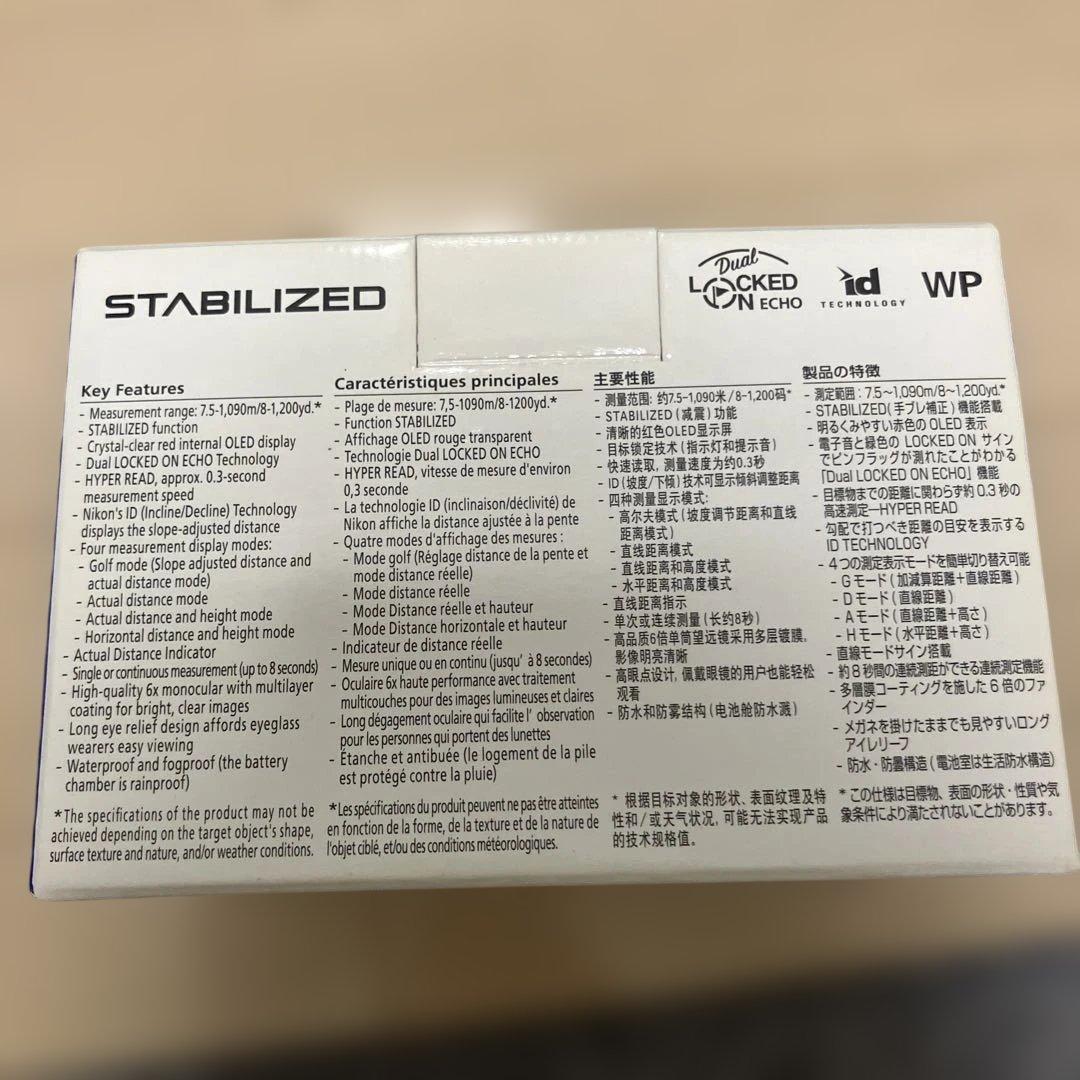 STABILIZED
Dual
LOCKED
ON ECHO
id
TECHNOLOGY
WP
Key Features
- Measurement range: 7.5-1,090m/8-1,200yd.*
- STABILIZED function
- Crystal-clear red internal OLED display
- Dual LOCKED ON ECHO Technology
- HYPER READ, approx. 0.3-second
measurement speed
- Nikon's ID (Incline/Decline) Technology
displays the slope-adjusted distance
- Four measurement display modes:
- Golf mode (Slope adjusted distance and
actual distance mode)
- Actual distance mode
- Actual distance and height mode
- Horizontal distance and height mode
- Actual Distance Indicator
- Single or continuous measurement (up to 8 seconds)
- High-quality 6x monocular with multilayer
coating for bright, clear images
- Long eye relief design affords eyeglass
wearers easy viewing
- Waterproof and fogproof (the battery
chamber is rainproof)
*The specifications of the product may not be
achieved depending on the target object's shape,
surface texture and nature, and/or weather conditions.
Caractéristiques principales
- Plage de mesure: 7,5-1090m/8-1200yd.*
- Function STABILIZED
- Affichage OLED rouge transparent
- Technologie Dual LOCKED ON ECHO
- HYPER READ, vitesse de mesure d'environ
0,3 seconde
- La technologie ID (inclinaison/déclivité) de
Nikon affiche la distance ajustée à la pente
- Quatre modes d'affichage des mesures :
- Mode golf (Réglage distance de la pente et
mode distance réelle)
- Mode distance réelle
- Mode Distance réelle et hauteur
- Mode Distance horizontale et hauteur
- Indicateur de distance réelle
- Mesure unique ou en continu (jusqu' à 8 secondes)
- Oculaire 6x haute performance avec traitement
multicouches pour des images lumineuses et claires
- Long dégagement oculaire qui facilite l' observation
pour les personnes qui portent des lunettes
- Étanche et antibuée (le logement de la pile
est protégé contre la pluie)
*Les spécifications du produit peuvent ne pas être atteintes
en fonction de la forme, de la texture et de la nature de
l'objet ciblé, et/ou des conditions météorologiques.
主要性能
- 测量范围: 约7.5-1,090米/8-1,200码*
- STABILIZED (减震) 功能
- 清晰的红色OLED显示屏
- 目标锁定技术 (指示灯和提示音)
- 快速读取, 测量速度为约0.3秒
- ID (坡度/下倾) 技术可显示倾斜调整距离
- 四种测量显示模式:
- 高尔夫模式 (坡度调节距离和直线
距离模式)
- 直线距离模式
- 直线距离和高度模式
- 水平距离和高度模式
- 直线距离指示
- 单次或连续测量 (长约8秒)
- 高品质6倍单筒望远镜采用多层镀膜,
影像明亮清晰
- 高眼点设计, 佩戴眼镜的用户也能轻松
观看
- 防水和防雾结构 (电池舱防水溅)
* 根据目标对象的形状、表面纹理及特
性和/或天气状况, 可能无法实现产品
的技术规格值。
製品の特徴
- 測定範囲：7.5～1,090m/8～1,200yd.*
- STABILIZED(手ブレ補正)機能搭載
- 明るくみやすい赤色の OLED 表示
- 電子音と緑色の LOCKED ON サイン
でピンフラッグが測れたことがわかる
「Dual LOCKED ON ECHO」機能
- 目標物までの距離に関わらず約 0.3 秒の
高速測定―HYPER READ
- 勾配で打つべき距離の目安を表示する
ID TECHNOLOGY
- 4つの測定表示モードを簡単切り替え可能
- G モード(加減算距離＋直線距離)
- D モード(直線距離)
- A モード(直線距離＋高さ)
- H モード(水平距離＋高さ)
- 直線モードサイン搭載
- 約 8 秒間の連続測距ができる連続測定機能
- 多層膜コーティングを施した 6 倍のファ
インダー
- メガネを掛けたままでも見やすいロング
アイレリーフ
- 防水・防曇構造(電池室は生活防水構造)
* この仕様は目標物、表面の形状・性質や気
象条件により満たされないことがあります。